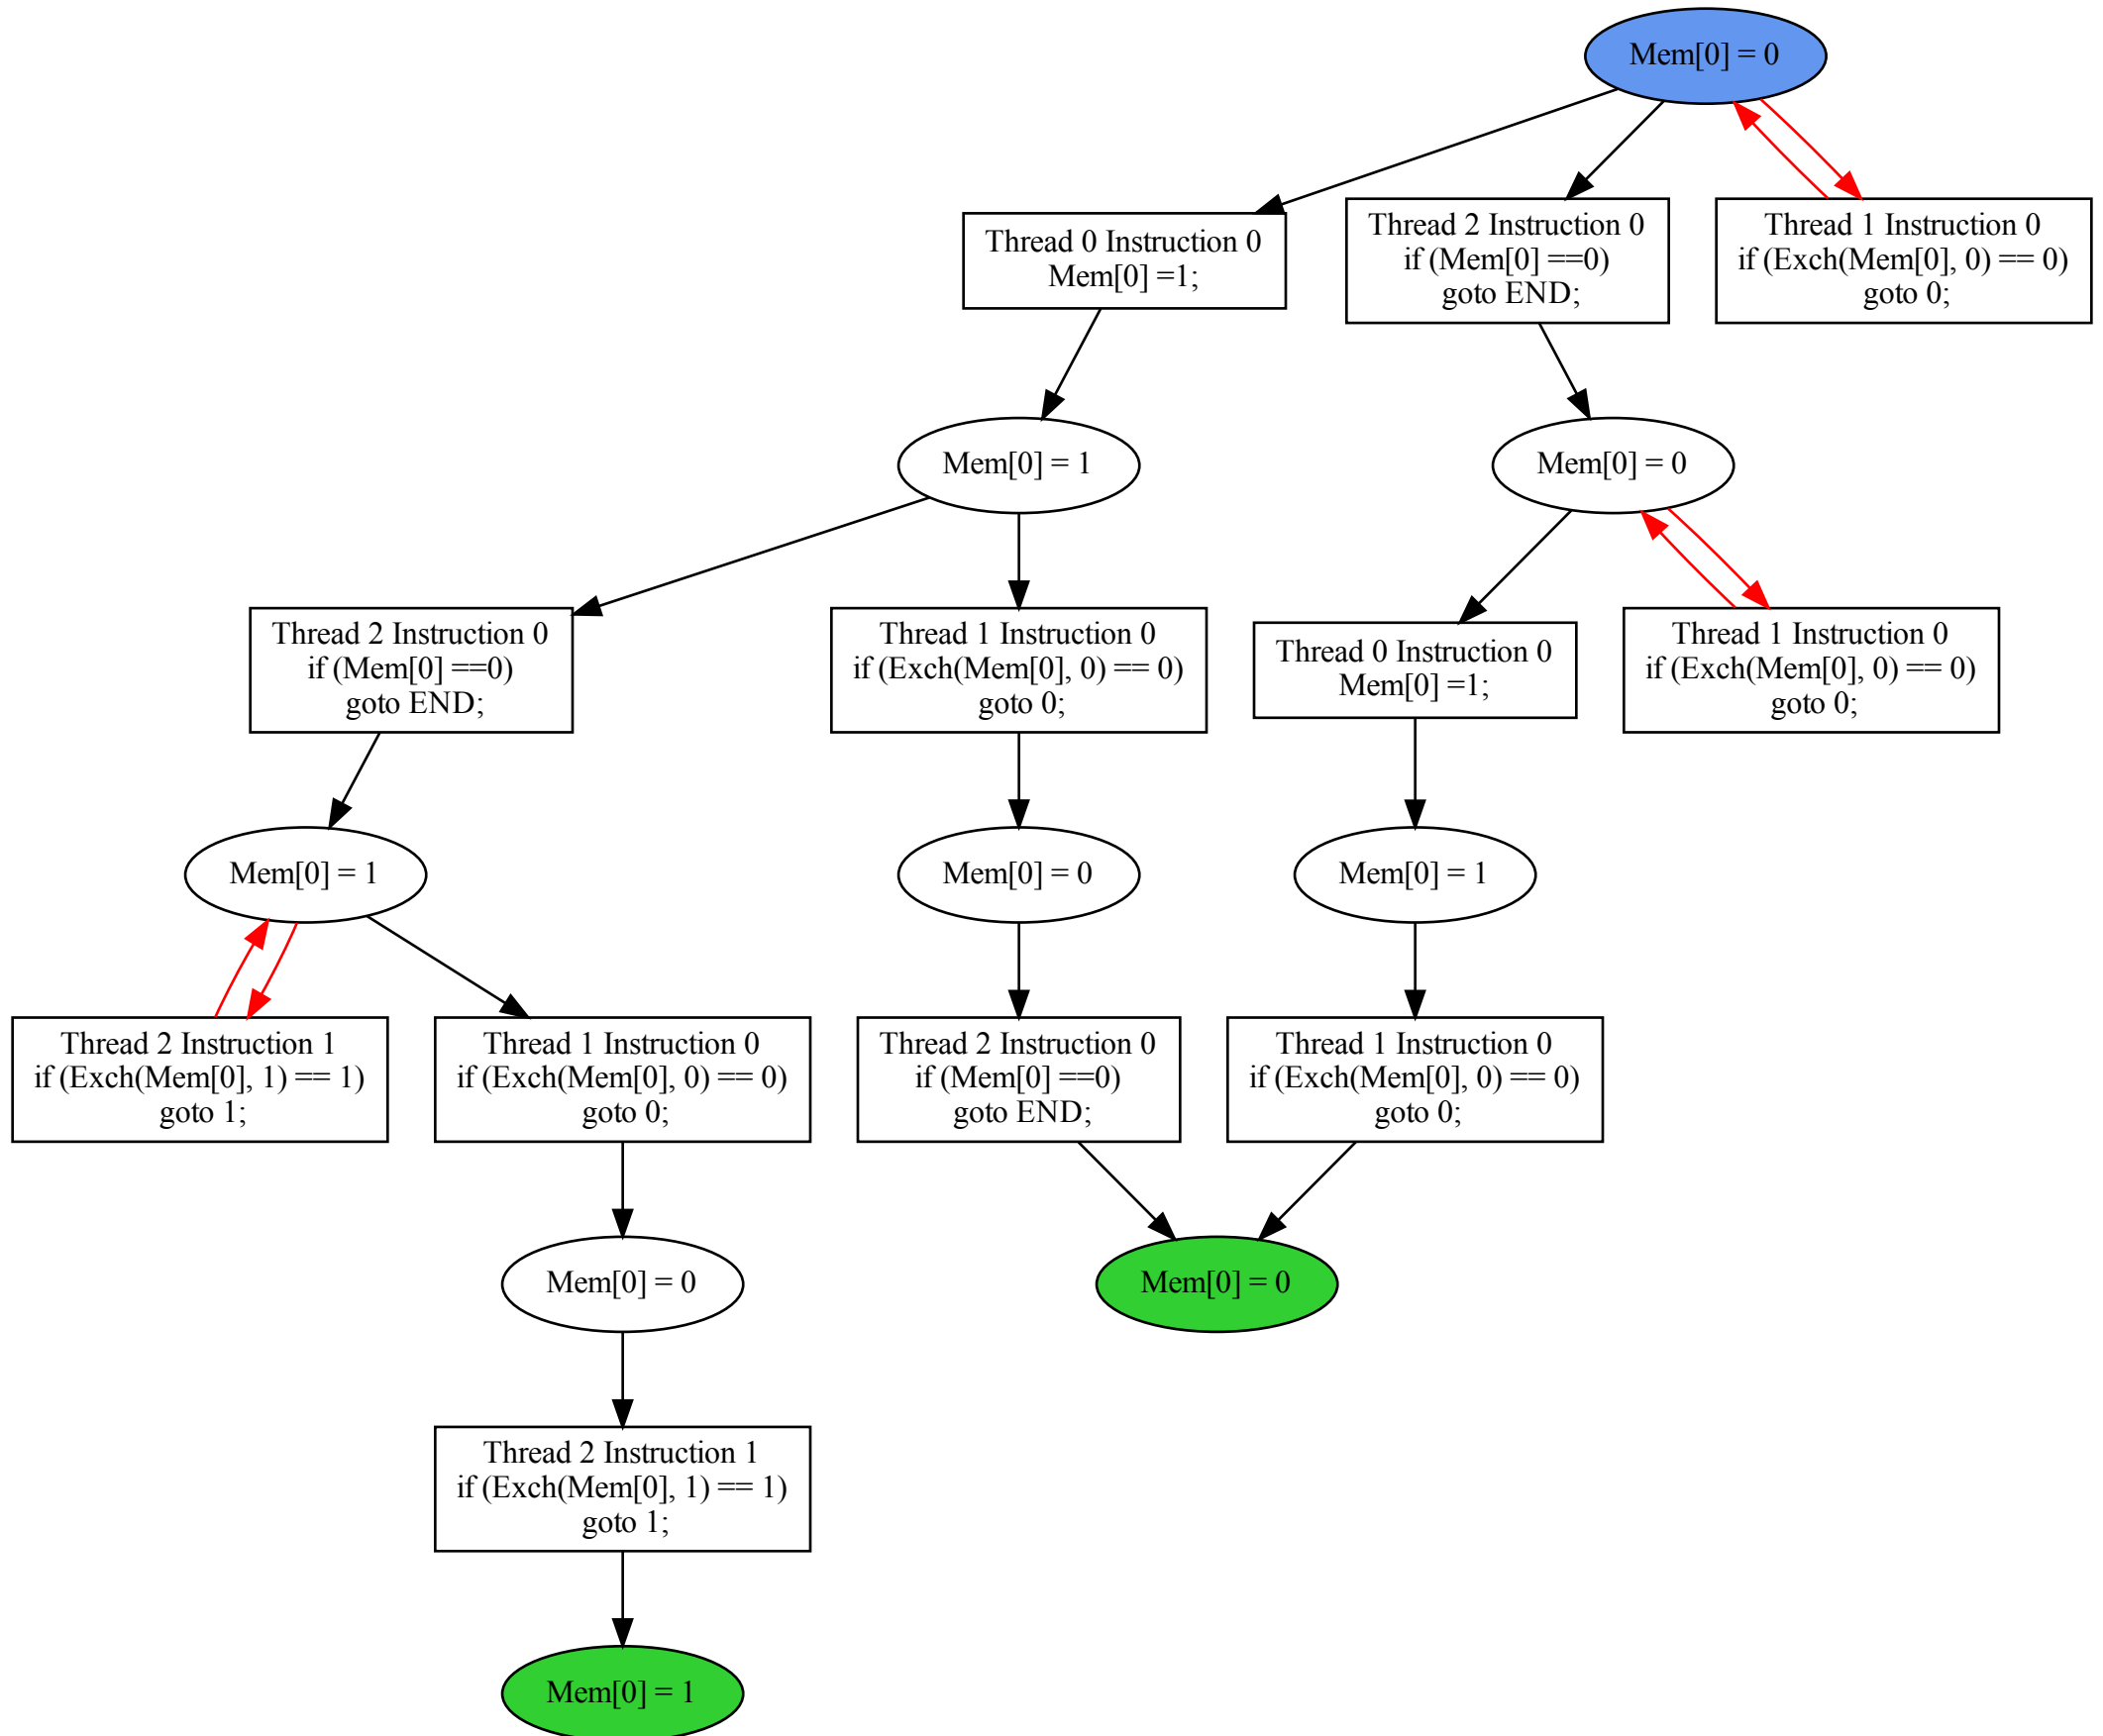 Mem[0] = 0
Thread 0 Instruction 0
Mem[0] =1;
Thread 2 Instruction 0
if (Mem[0] ==0)
goto END;
Thread 1 Instruction 0
if (Exch(Mem[0], 0) == 0)
goto 0;
Mem[0] = 1
Mem[0] = 0
Thread 2 Instruction 0
if (Mem[0] ==0)
goto END;
Thread 1 Instruction 0
if (Exch(Mem[0], 0) == 0)
goto 0;
Thread 0 Instruction 0
Mem[0] =1;
Thread 1 Instruction 0
if (Exch(Mem[0], 0) == 0)
goto 0;
Mem[0] = 1
Mem[0] = 0
Mem[0] = 1
Thread 2 Instruction 1
if (Exch(Mem[0], 1) == 1)
goto 1;
Thread 1 Instruction 0
if (Exch(Mem[0], 0) == 0)
goto 0;
Thread 2 Instruction 0
if (Mem[0] ==0)
goto END;
Thread 1 Instruction 0
if (Exch(Mem[0], 0) == 0)
goto 0;
Mem[0] = 0
Mem[0] = 0
Thread 2 Instruction 1
if (Exch(Mem[0], 1) == 1)
goto 1;
Mem[0] = 1